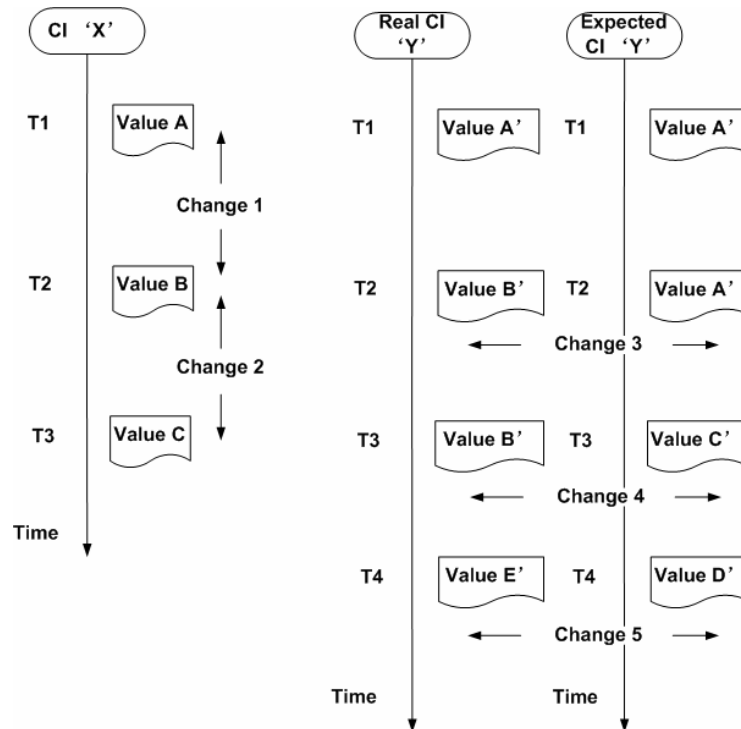 CI ‘X’
T1
Value A
Change 1
T2
Value B
Change 2
T3
Value C
Time
Real CI
‘Y’
Expected
CI ‘Y’
T1
Value A’
T1
Value A’
T2
Value B’
T2
Value A’
Change 3
T3
Value B’
T3
Value C’
Change 4
T4
Value E’
T4
Value D’
Change 5
Time
Time